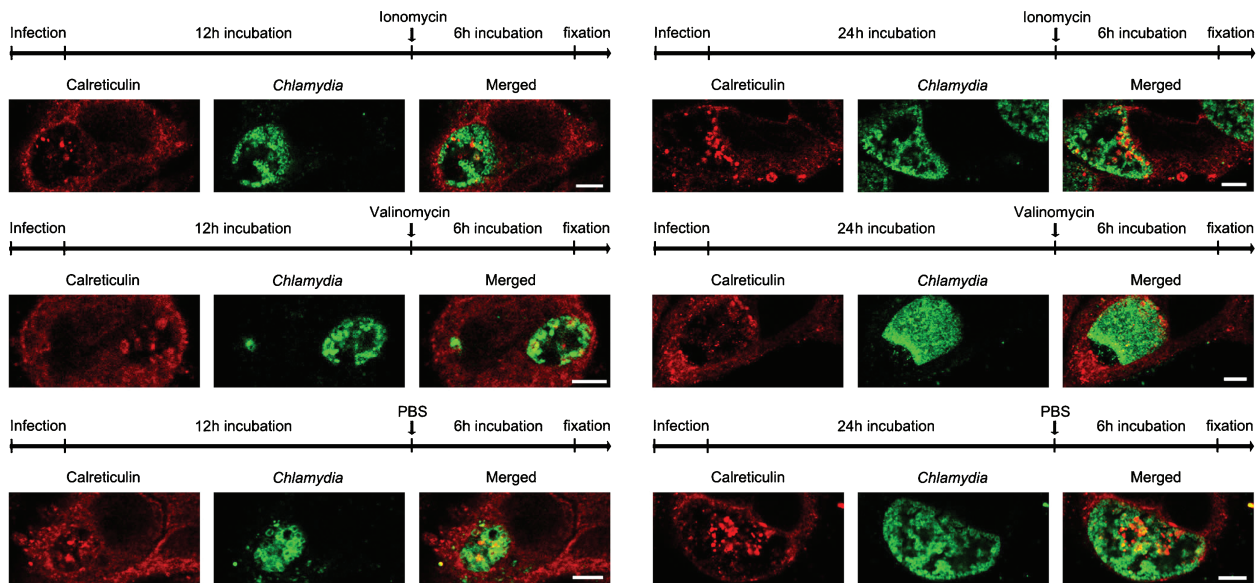 Ionomycin
Infection 12h incubation 6h incubation fixation
Calreticulin Chlamydia Merged
Ionomycin
Infection 24h incubation 6h incubation fixation
Calreticulin Chlamydia Merged
Valinomycin
Infection 12h incubation 6h incubation fixation
Calreticulin Chlamydia Merged
Valinomycin
Infection 24h incubation 6h incubation fixation
Calreticulin Chlamydia Merged
PBS
Infection 12h incubation 6h incubation fixation
Calreticulin Chlamydia Merged
PBS
Infection 24h incubation 6h incubation fixation
Calreticulin Chlamydia Merged